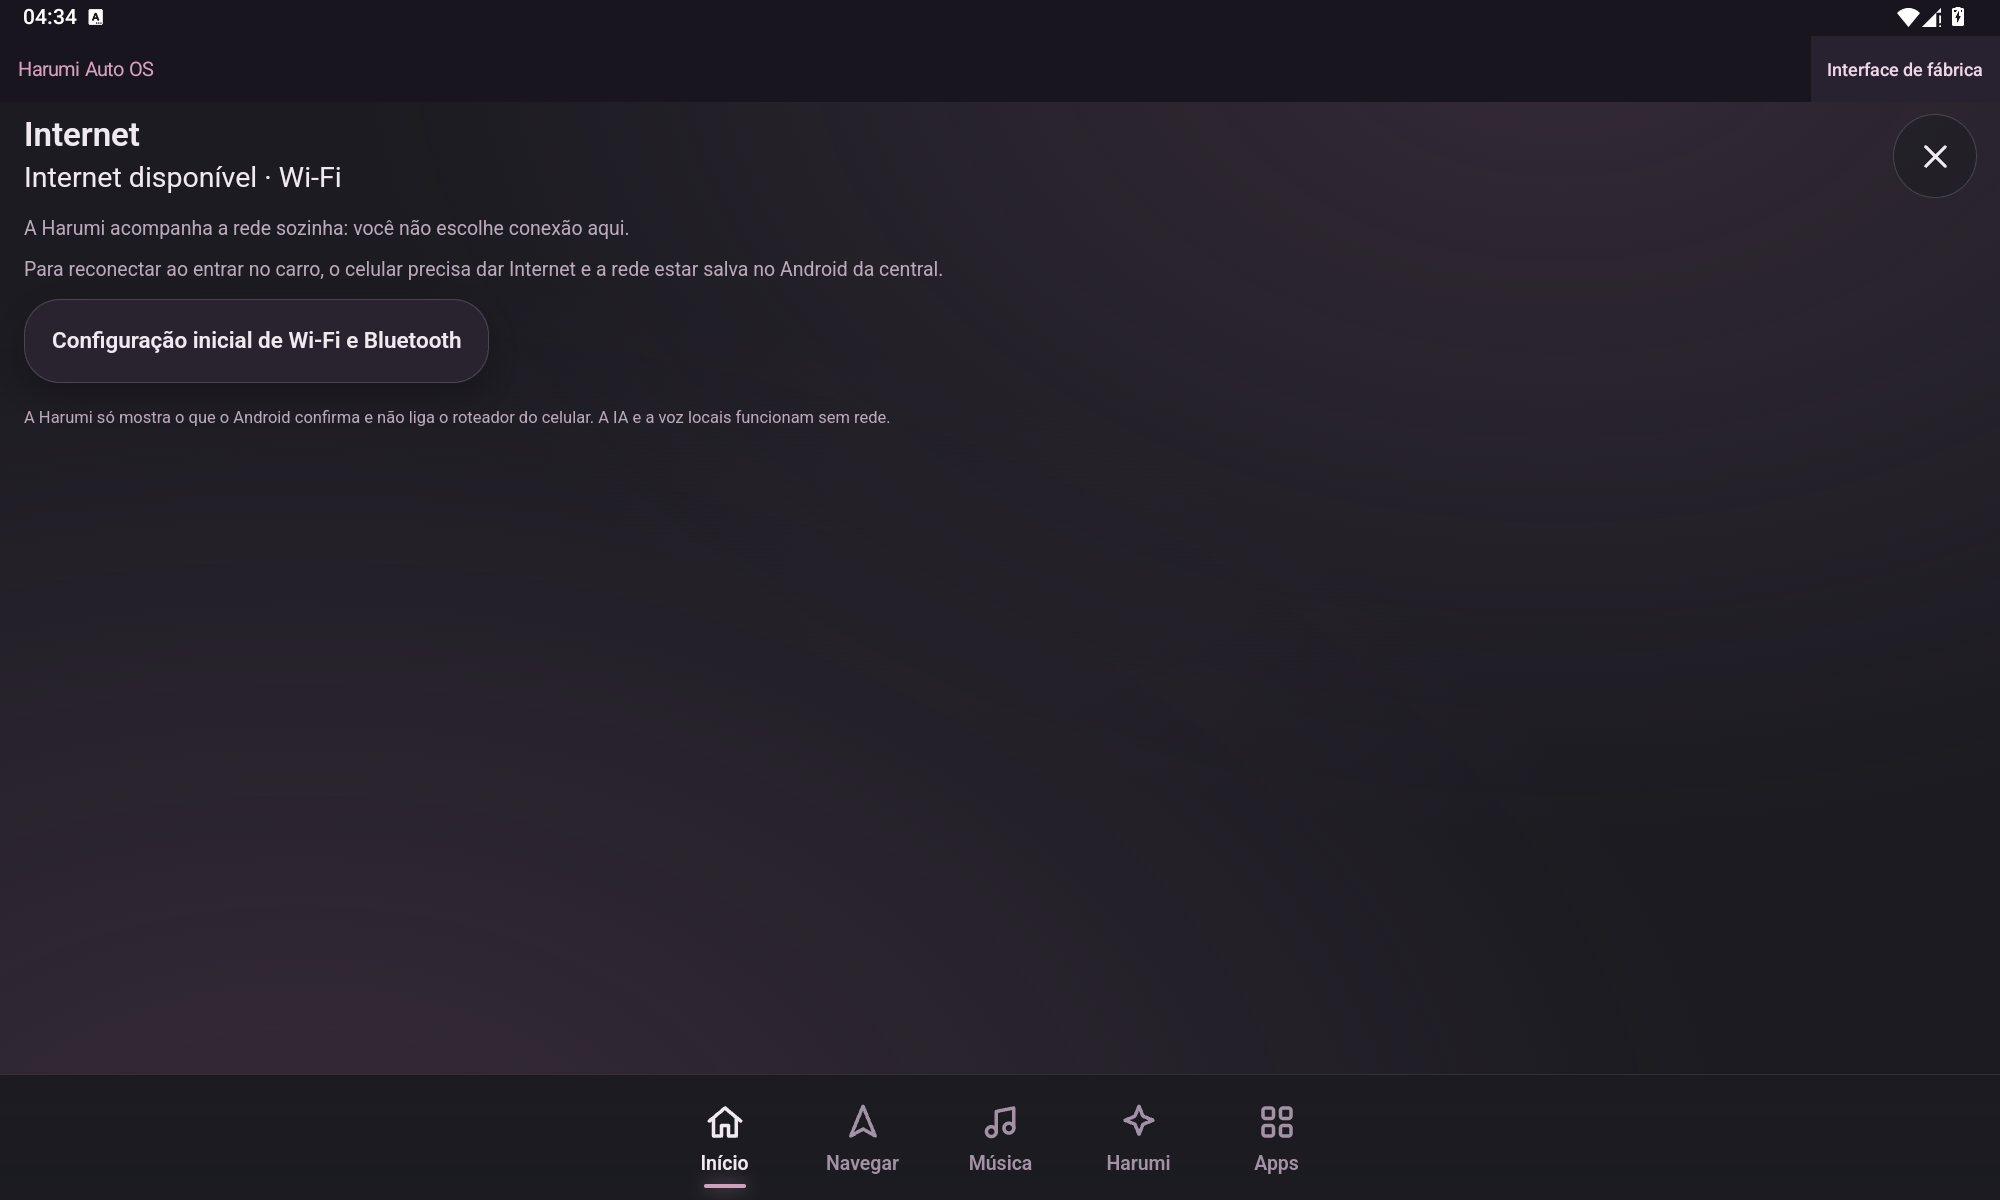 04:34
Harumi Auto OS
Interface de fábrica
Internet
Internet disponível · Wi-Fi
A Harumi acompanha a rede sozinha: você não escolhe conexão aqui.
Para reconectar ao entrar no carro, o celular precisa dar Internet e a rede estar salva no Android da central.
Configuração inicial de Wi-Fi e Bluetooth
A Harumi só mostra o que o Android confirma e não liga o roteador do celular. A IA e a voz locais funcionam sem rede.
Início
Navegar
Música
Harumi
Apps